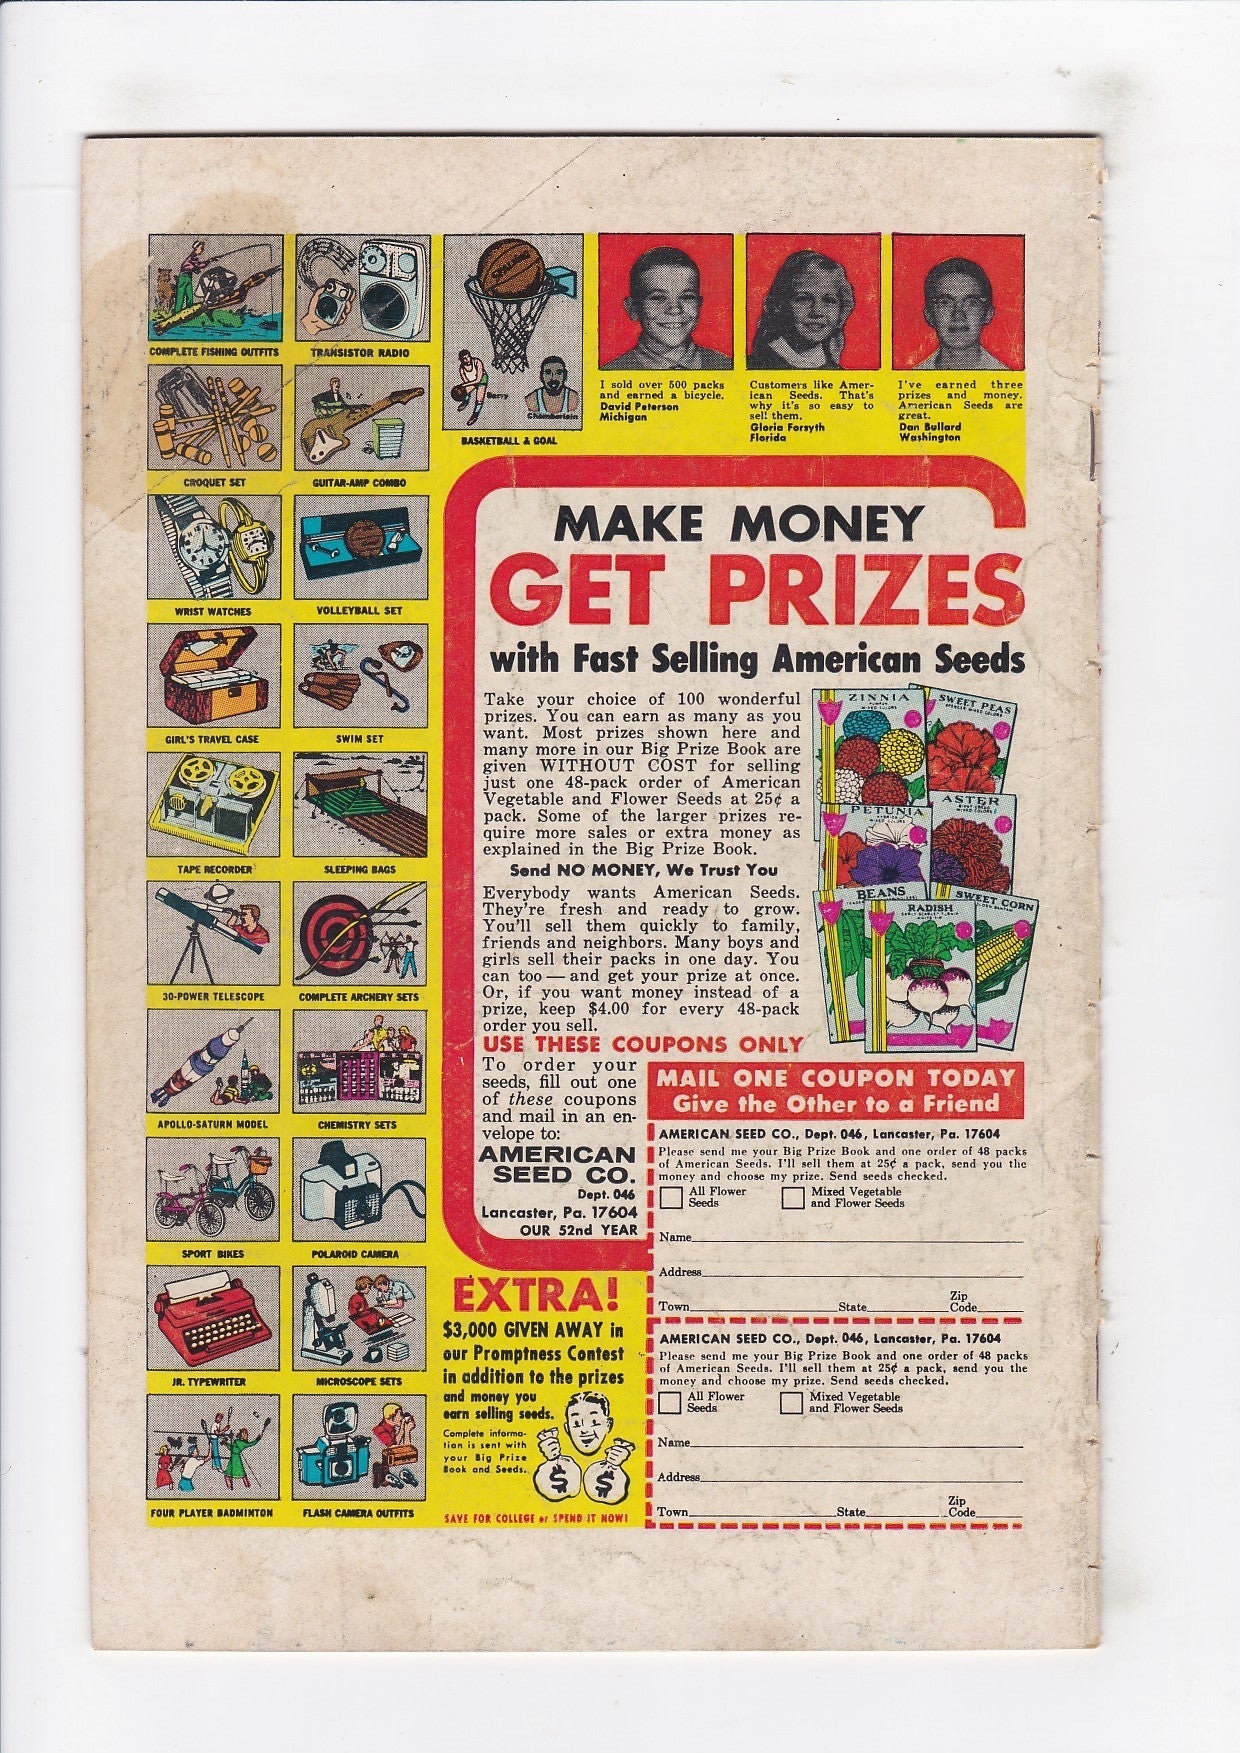 COMPLETE FISHING OUTFITS
TRANSISTOR RADIO
SPALDING
Barry
Chamberlain
BASKETBALL & GOAL
I sold over 500 packs
and earned a bicycle.
David Peterson
Michigan
Customers like Amer-
ican Seeds. That's
why it's so easy to
sell them.
Gloria Forsyth
Florida
I've earned three
prizes and money.
American Seeds are
great.
Dan Bullard
Washington
CROQUET SET
GUITAR-AMP COMBO
WRIST WATCHES
VOLLEYBALL SET
GIRL'S TRAVEL CASE
SWIM SET
TAPE RECORDER
SLEEPING BAGS
30-POWER TELESCOPE
COMPLETE ARCHERY SETS
APOLLO-SATURN MODEL
CHEMISTRY SETS
SPORT BIKES
POLAROID CAMERA
JR. TYPEWRITER
MICROSCOPE SETS
FOUR PLAYER BADMINTON
FLASH CAMERA OUTFITS
MAKE MONEY
GET PRIZES
with Fast Selling American Seeds
Take your choice of 100 wonderful
prizes. You can earn as many as you
want. Most prizes shown here and
many more in our Big Prize Book are
given WITHOUT COST for selling
just one 48-pack order of American
Vegetable and Flower Seeds at 25¢ a
pack. Some of the larger prizes re-
quire more sales or extra money as
explained in the Big Prize Book.
Send NO MONEY, We Trust You
Everybody wants American Seeds.
They're fresh and ready to grow.
You'll sell them quickly to family,
friends and neighbors. Many boys and
girls sell their packs in one day. You
can too — and get your prize at once.
Or, if you want money instead of a
prize, keep $4.00 for every 48-pack
order you sell.
USE THESE COUPONS ONLY
To order your
seeds, fill out one
of these coupons
and mail in an en-
velope to:
AMERICAN
SEED CO.
Dept. 046
Lancaster, Pa. 17604
OUR 52nd YEAR
ZINNIA
MIXED COLORS
SWEET PEAS
MIXED COLORS
PETUNIA
MIXED COLORS
ASTER
MIXED COLORS
BEANS
RADISH
SWEET CORN
MAIL ONE COUPON TODAY
Give the Other to a Friend
AMERICAN SEED CO., Dept. 046, Lancaster, Pa. 17604
Please send me your Big Prize Book and one order of 48 packs
of American Seeds. I'll sell them at 25¢ a pack, send you the
money and choose my prize. Send seeds checked.
All Flower
Seeds
Mixed Vegetable
and Flower Seeds
Name
Address
Town State Zip
Code
AMERICAN SEED CO., Dept. 046, Lancaster, Pa. 17604
Please send me your Big Prize Book and one order of 48 packs
of American Seeds. I'll sell them at 25¢ a pack, send you the
money and choose my prize. Send seeds checked.
All Flower
Seeds
Mixed Vegetable
and Flower Seeds
Name
Address
Town State Zip
Code
EXTRA!
$3,000 GIVEN AWAY in
our Promptness Contest
in addition to the prizes
and money you
earn selling seeds.
Complete informa-
tion is sent with
your Big Prize
Book and Seeds.
$ $
SAVE FOR COLLEGE or SPEND IT NOW!